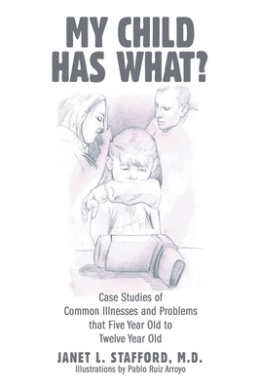 MY CHILD
HAS WHAT?
Case Studies of
Common Illnesses and Problems
that Five Year Old to
Twelve Year Old
JANET L. STAFFORD, M.D.
Illustrations by Pablo Ruiz Arroyo